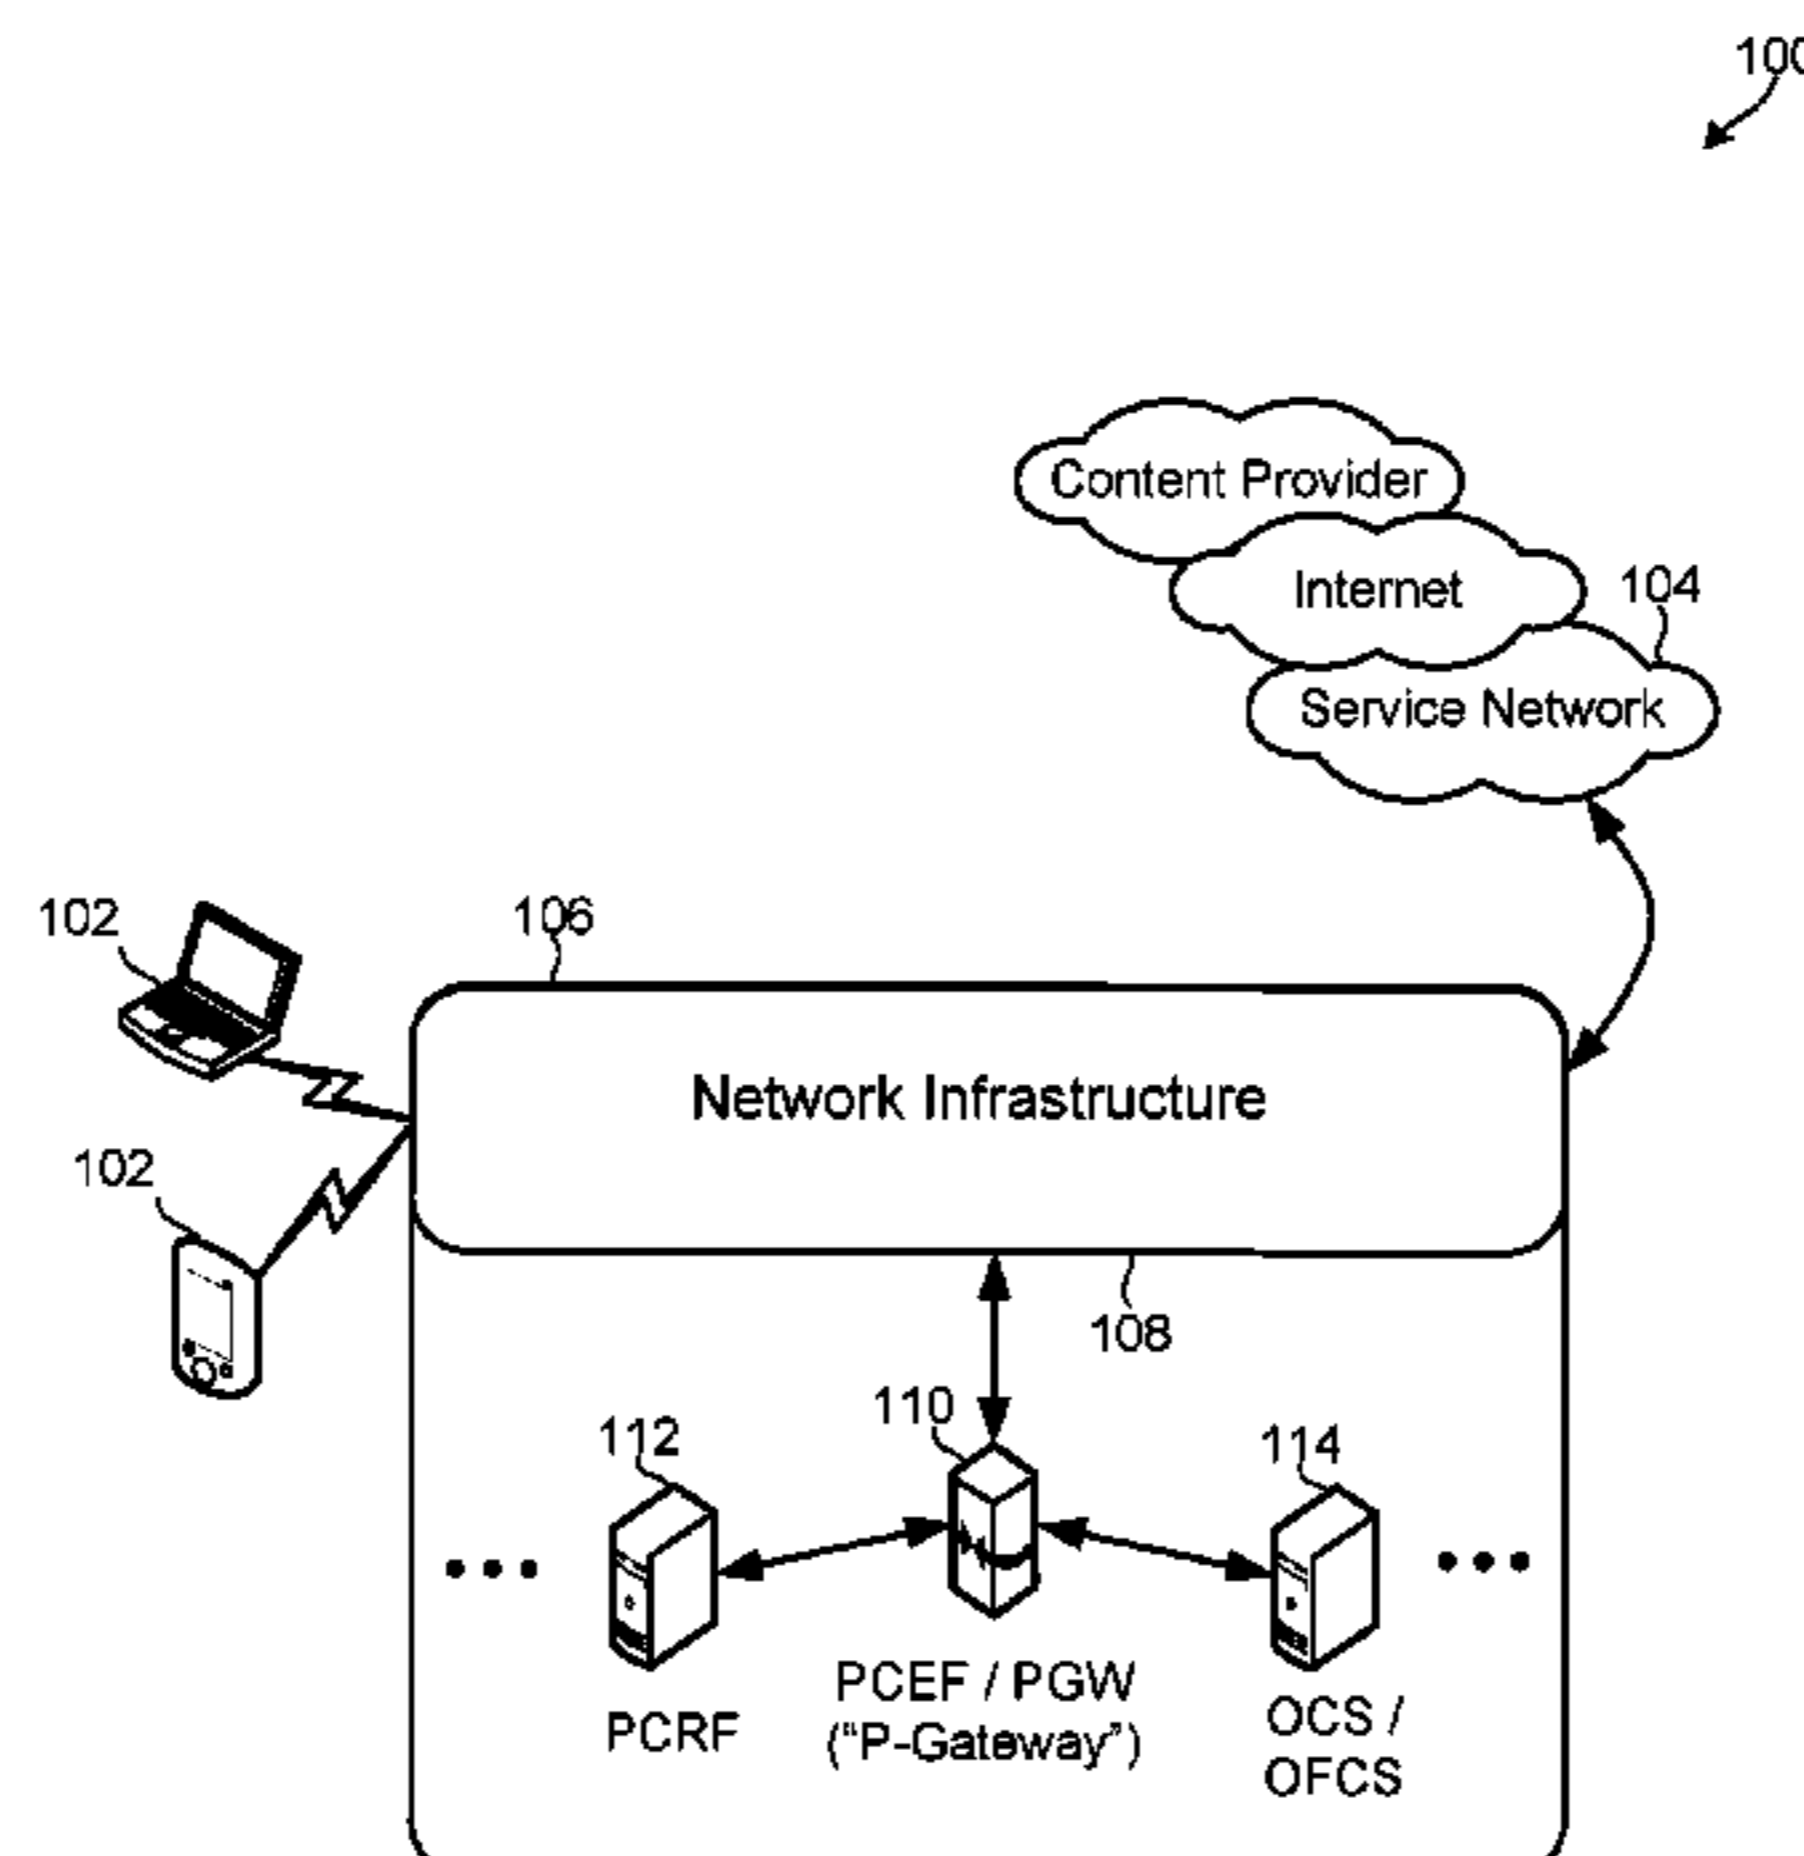 100
Content Provider
Internet
104
Service Network
102
106
Network Infrastructure
102
108
110
112
114
PCEF / PGW
("P-Gateway")
PCRF
OCS /
OFCS